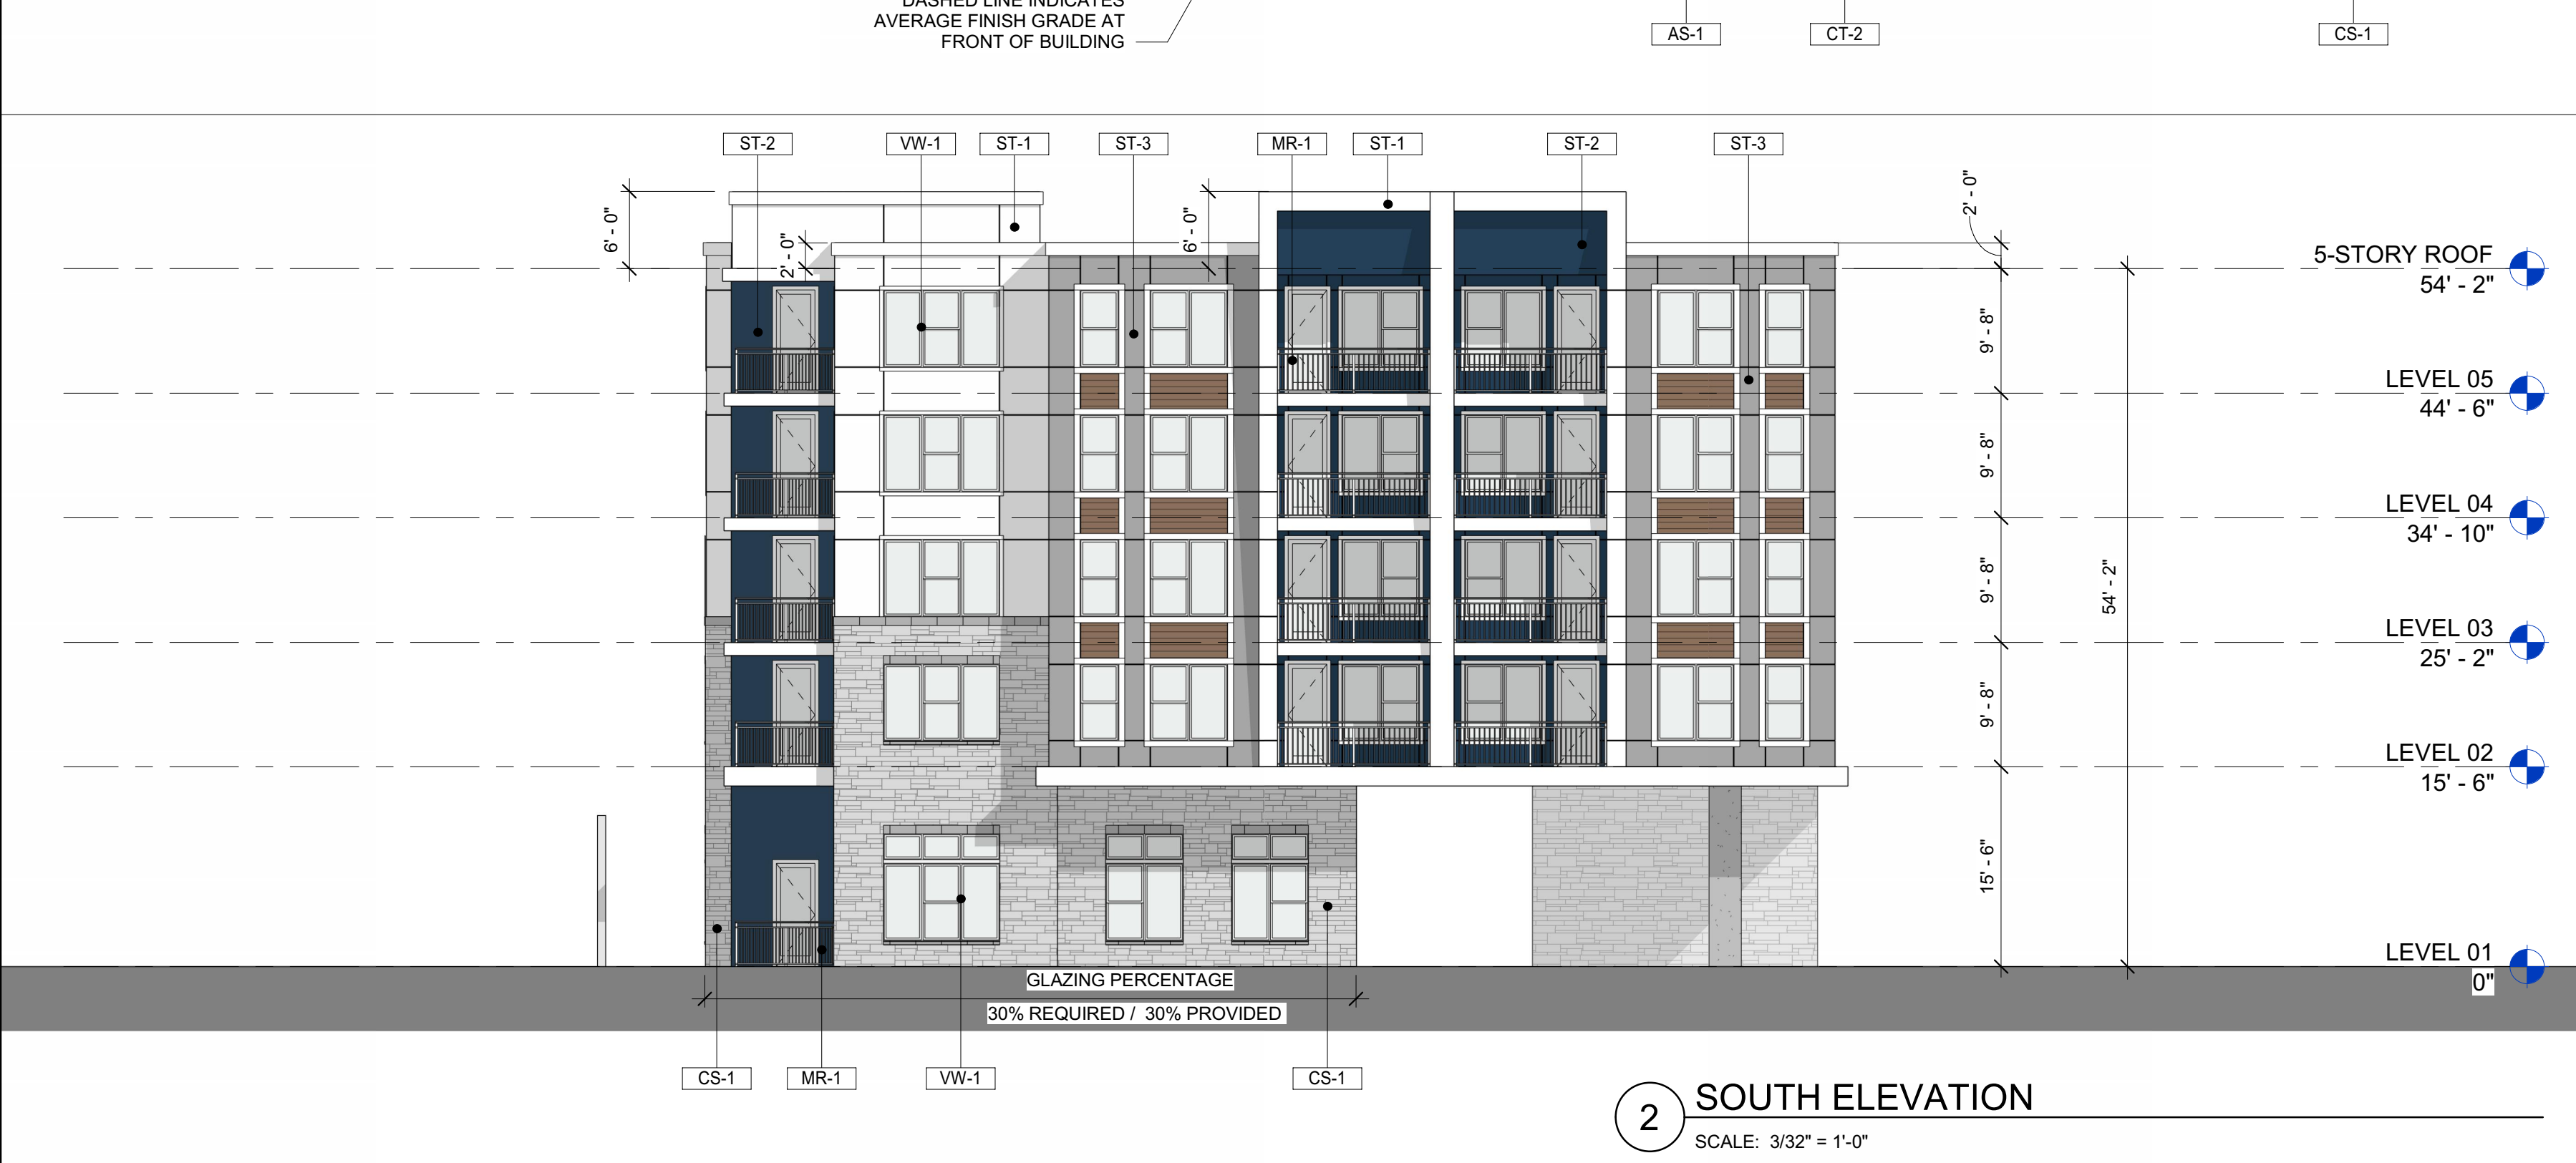 DASHED LINE INDICATES
AVERAGE FINISH GRADE AT
FRONT OF BUILDING
AS-1
CT-2
CS-1
ST-2
VW-1
ST-1
ST-3
MR-1
ST-1
ST-2
ST-3
6' - 0"
2' - 0"
6' - 0"
2' - 0"
5-STORY ROOF
54' - 2"
9' - 8"
LEVEL 05
44' - 6"
9' - 8"
LEVEL 04
34' - 10"
9' - 8"
54' - 2"
LEVEL 03
25' - 2"
9' - 8"
LEVEL 02
15' - 6"
15' - 6"
LEVEL 01
0"
GLAZING PERCENTAGE
30% REQUIRED / 30% PROVIDED
CS-1
MR-1
VW-1
CS-1
2
SOUTH ELEVATION
SCALE: 3/32" = 1'-0"